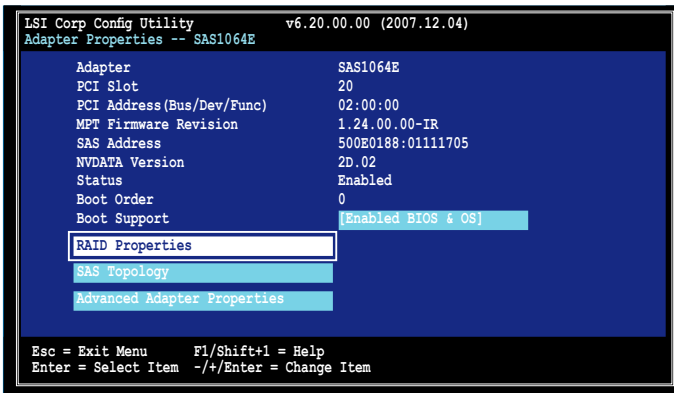 LSI Corp Config Utility v6.20.00.00 (2007.12.04)
Adapter Properties -- SAS1064E
Adapter SAS1064E
PCI Slot 20
PCI Address(Bus/Dev/Func) 02:00:00
MPT Firmware Revision 1.24.00.00-IR
SAS Address 500E0188:01111705
NVDATA Version 2D.02
Status Enabled
Boot Order 0
Boot Support [Enabled BIOS & OS]
RAID Properties
SAS Topology
Advanced Adapter Properties
Esc = Exit Menu F1/Shift+1 = Help
Enter = Select Item -/+/Enter = Change Item